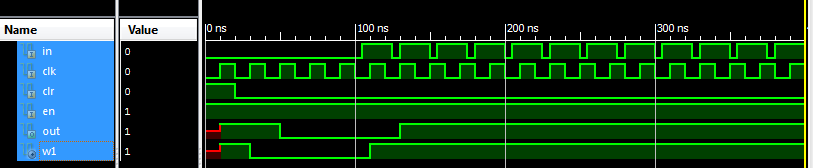 Name Value 0 ns 100 ns 200 ns 300 ns
in 0
clk 0
clr 0
en 1
out 1
w1 1